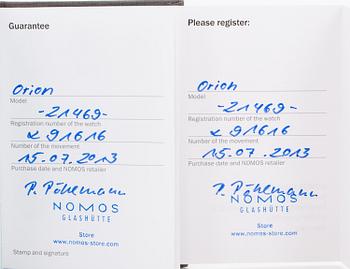 Guarantee
Orion
Model
-21469-
Registration number of the watch
α 91616
Number of the movement
15.07.2013
Purchase date and NOMOS retailer
P. Pöhlemann
NOMOS
GLASHÜTTE
Store
www.nomos-store.com
Stamp and signature
Please register:
Orion
Model
-21469-
Registration number of the watch
α 91616
Number of the movement
15.07.2013
Purchase date and NOMOS retailer
P. Pöhlemann
NOMOS
GLASHÜTTE
Store
www.nomos-store.com